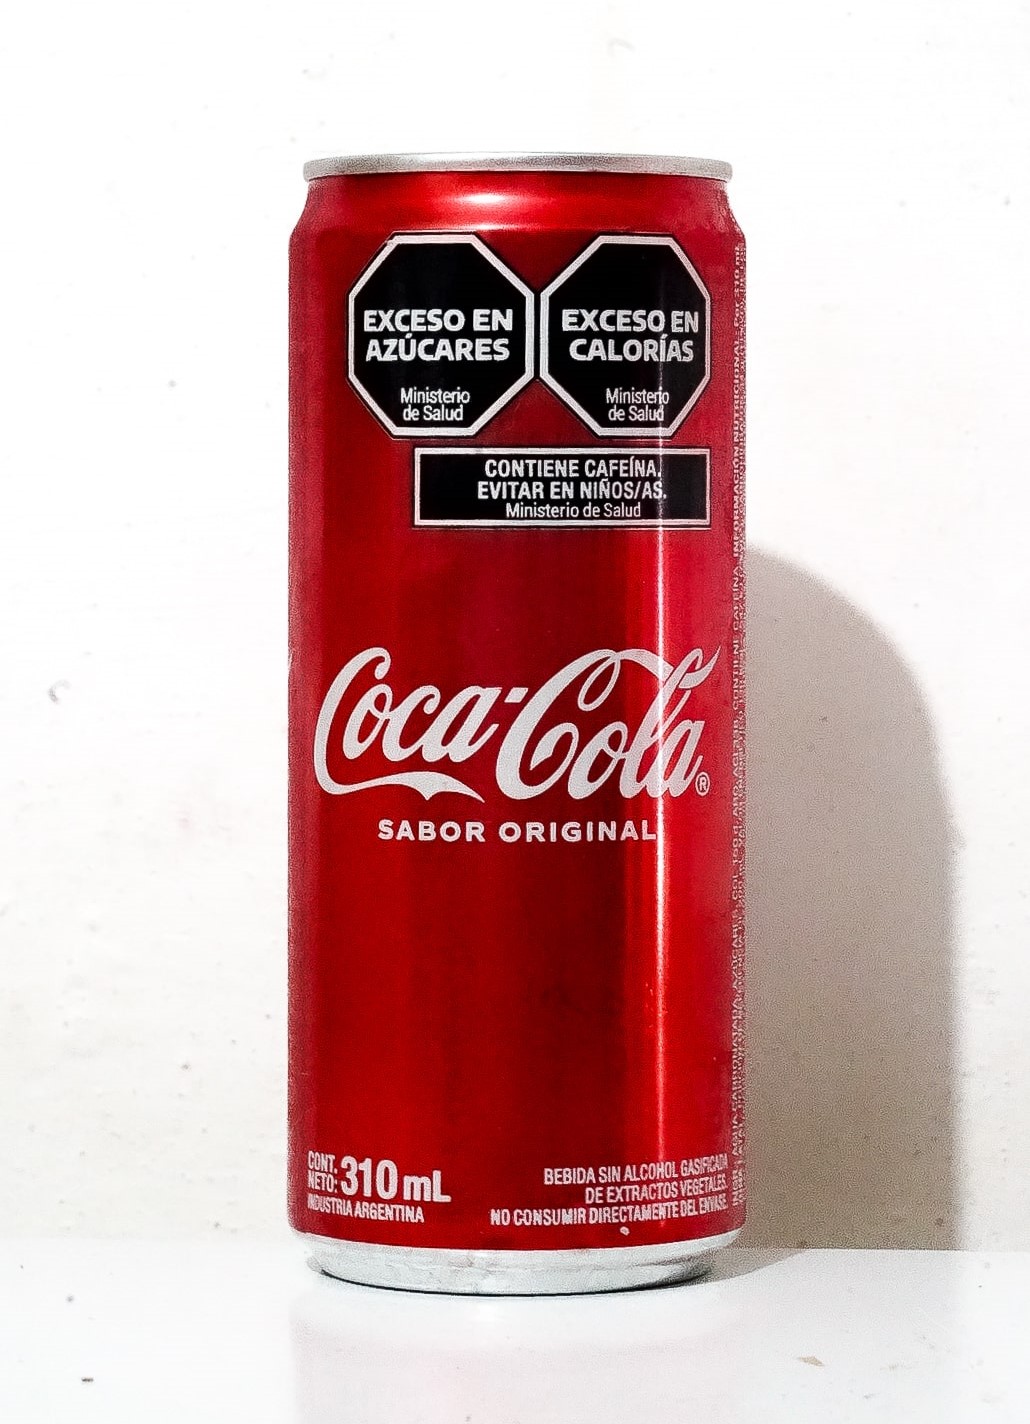 EXCESO EN
AZÚCARES
Ministerio
de Salud
EXCESO EN
CALORÍAS
Ministerio
de Salud
CONTIENE CAFEÍNA.
EVITAR EN NIÑOS/AS.
Ministerio de Salud
Coca-Cola®
SABOR ORIGINAL
CONT.
NETO: 310 mL
INDUSTRIA ARGENTINA
BEBIDA SIN ALCOHOL GASIFICADA
DE EXTRACTOS VEGETALES.
NO CONSUMIR DIRECTAMENTE DEL ENVASE.